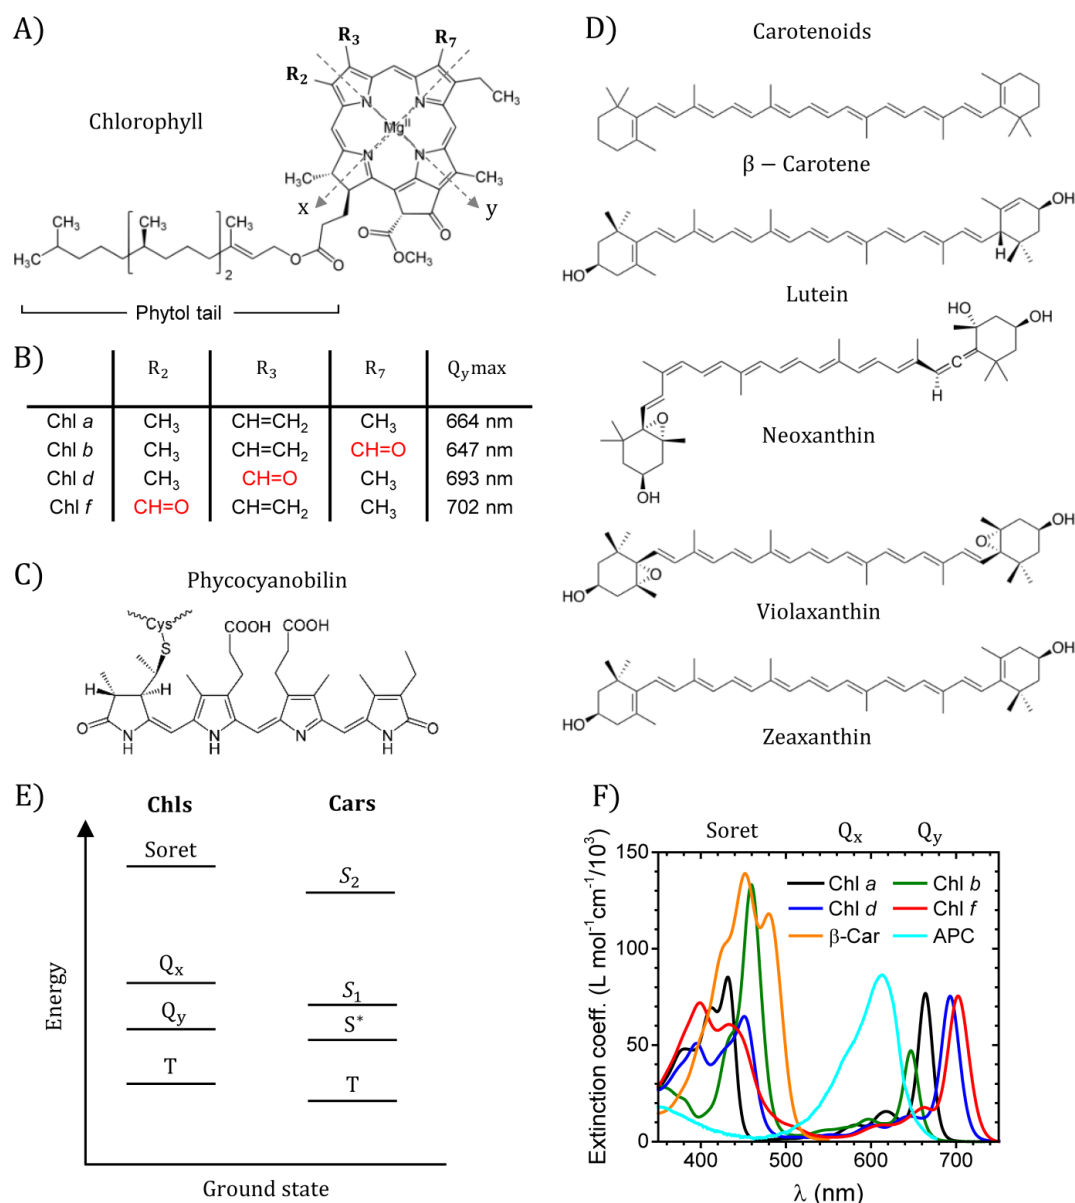 A)
R₃
R₇
R₂
N
N
CH₃
Chlorophyll
Mgᴵᴵ
N
N
H₃C
CH₃
x
y
CH₃
CH₃
CH₃
O
H₃C
2
O
O
O
O
OCH₃
Phytol tail
B)
R₂ R₃ R₇ Qy max
Chl a CH₃ CH=CH₂ CH₃ 664 nm
Chl b CH₃ CH=CH₂ CH=O 647 nm
Chl d CH₃ CH=O CH₃ 693 nm
Chl f CH=O CH=CH₂ CH₃ 702 nm
C)
Phycocyanobilin
Cys
S
COOH
COOH
H
H
O
NH
N
H
N
NH
O
D)
Carotenoids
β − Carotene
OH
H
HO
Lutein
HO
OH
C
H
O
Neoxanthin
OH
OH
O
O
HO
Violaxanthin
OH
HO
Zeaxanthin
E)
Chls Cars
Soret
S₂
Qₓ
S₁
Qy
S*
T
T
Energy
Ground state
F)
Soret Qₓ Qy
150
100
50
0
Chl a Chl b
Chl d Chl f
β-Car APC
Extinction coeff. (L mol⁻¹cm⁻¹/10³)
400 500 600 700
λ (nm)